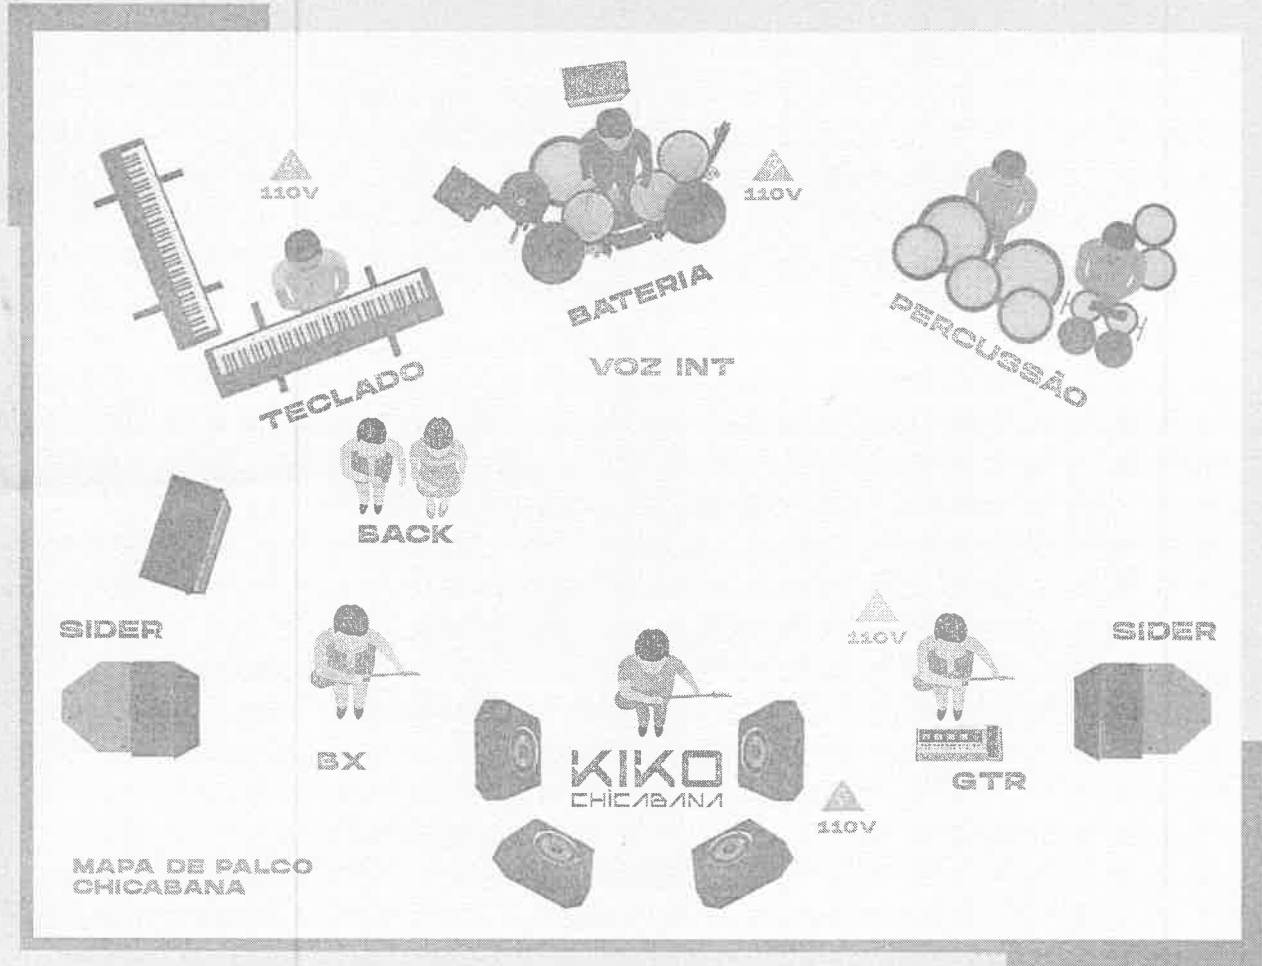 110V
110V
BATERIA
PERCUSSÃO
VOZ INT
TECLADO
BACK
SIDER
110V
SIDER
BX
KIKO
CHICABANA
GTR
110V
MAPA DE PALCO
CHICABANA